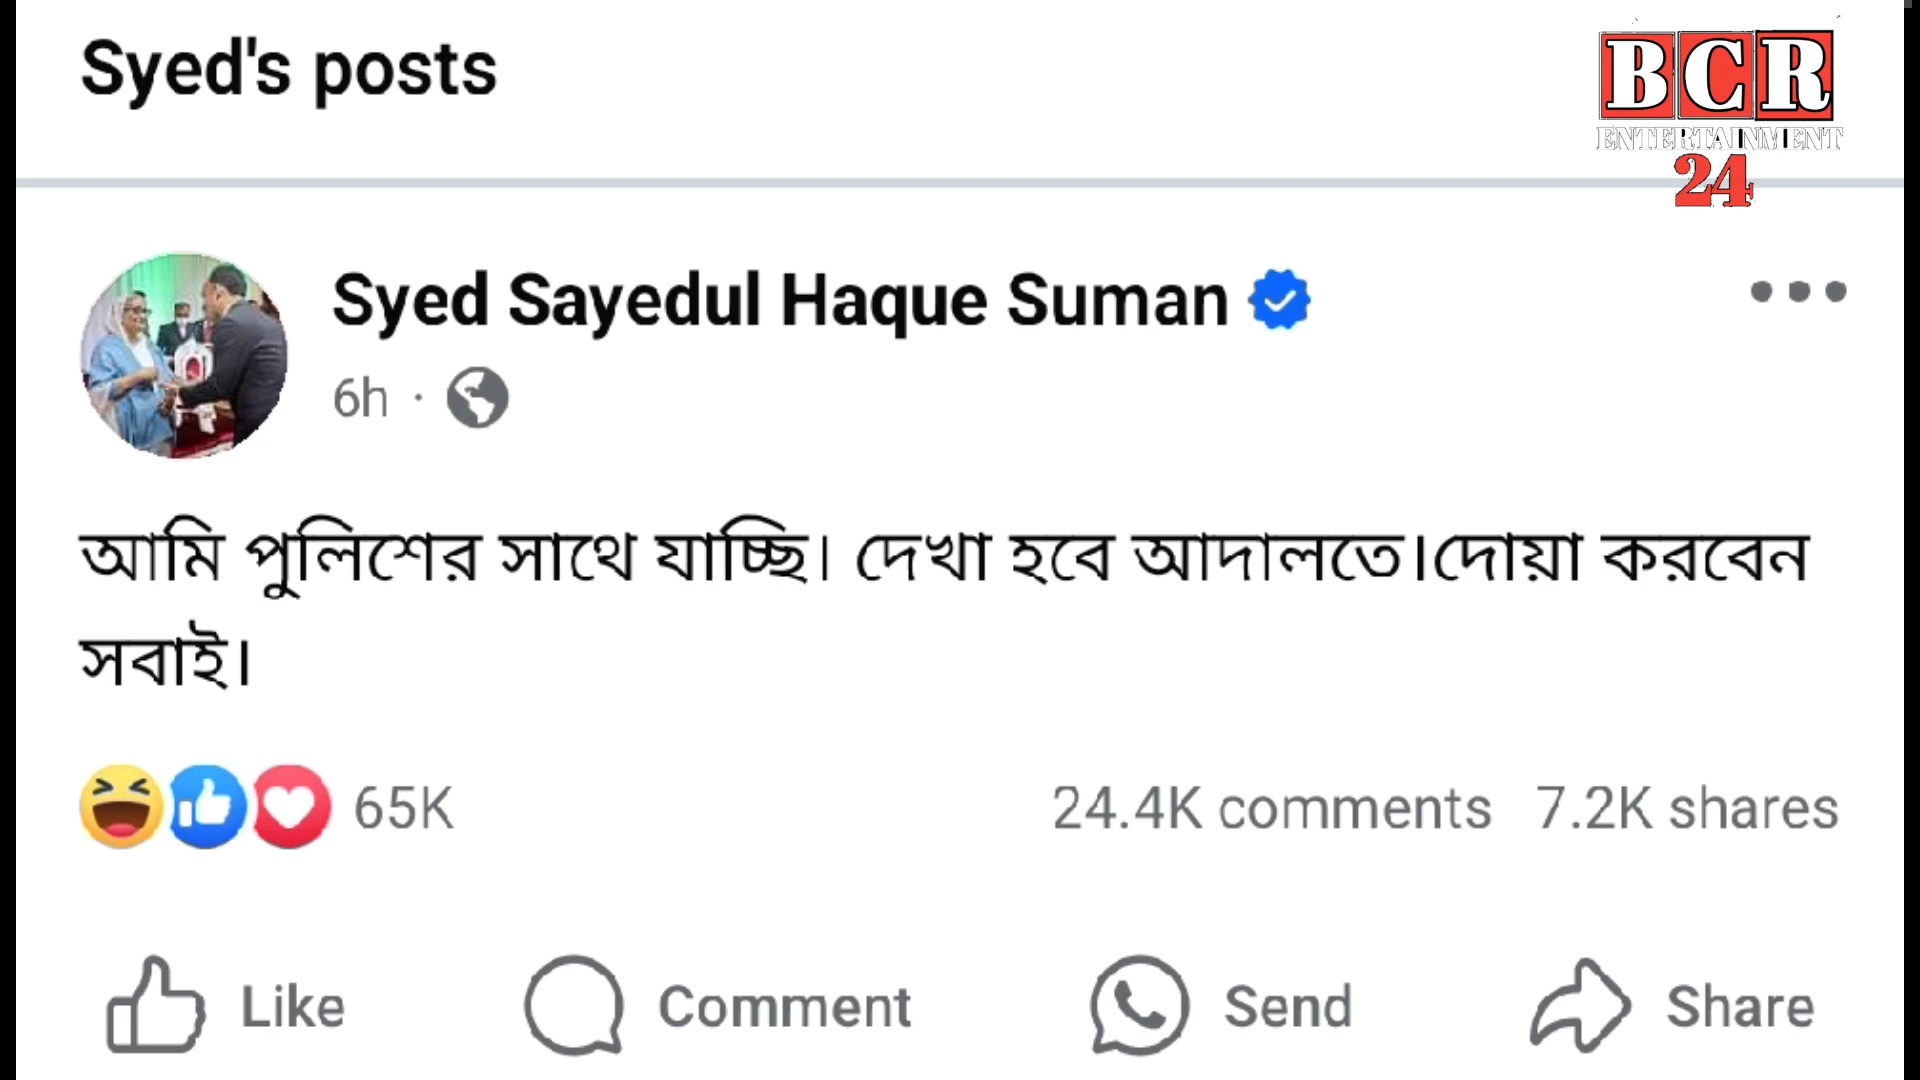 Syed's posts
BCR
ENTERTAINMENT
24
Syed Sayedul Haque Suman
6h ·
আমি পুলিশের সাথে যাচ্ছি। দেখা হবে আদালতে।দোয়া করবেন
সবাই।
65K 24.4K comments 7.2K shares
Like Comment Send Share